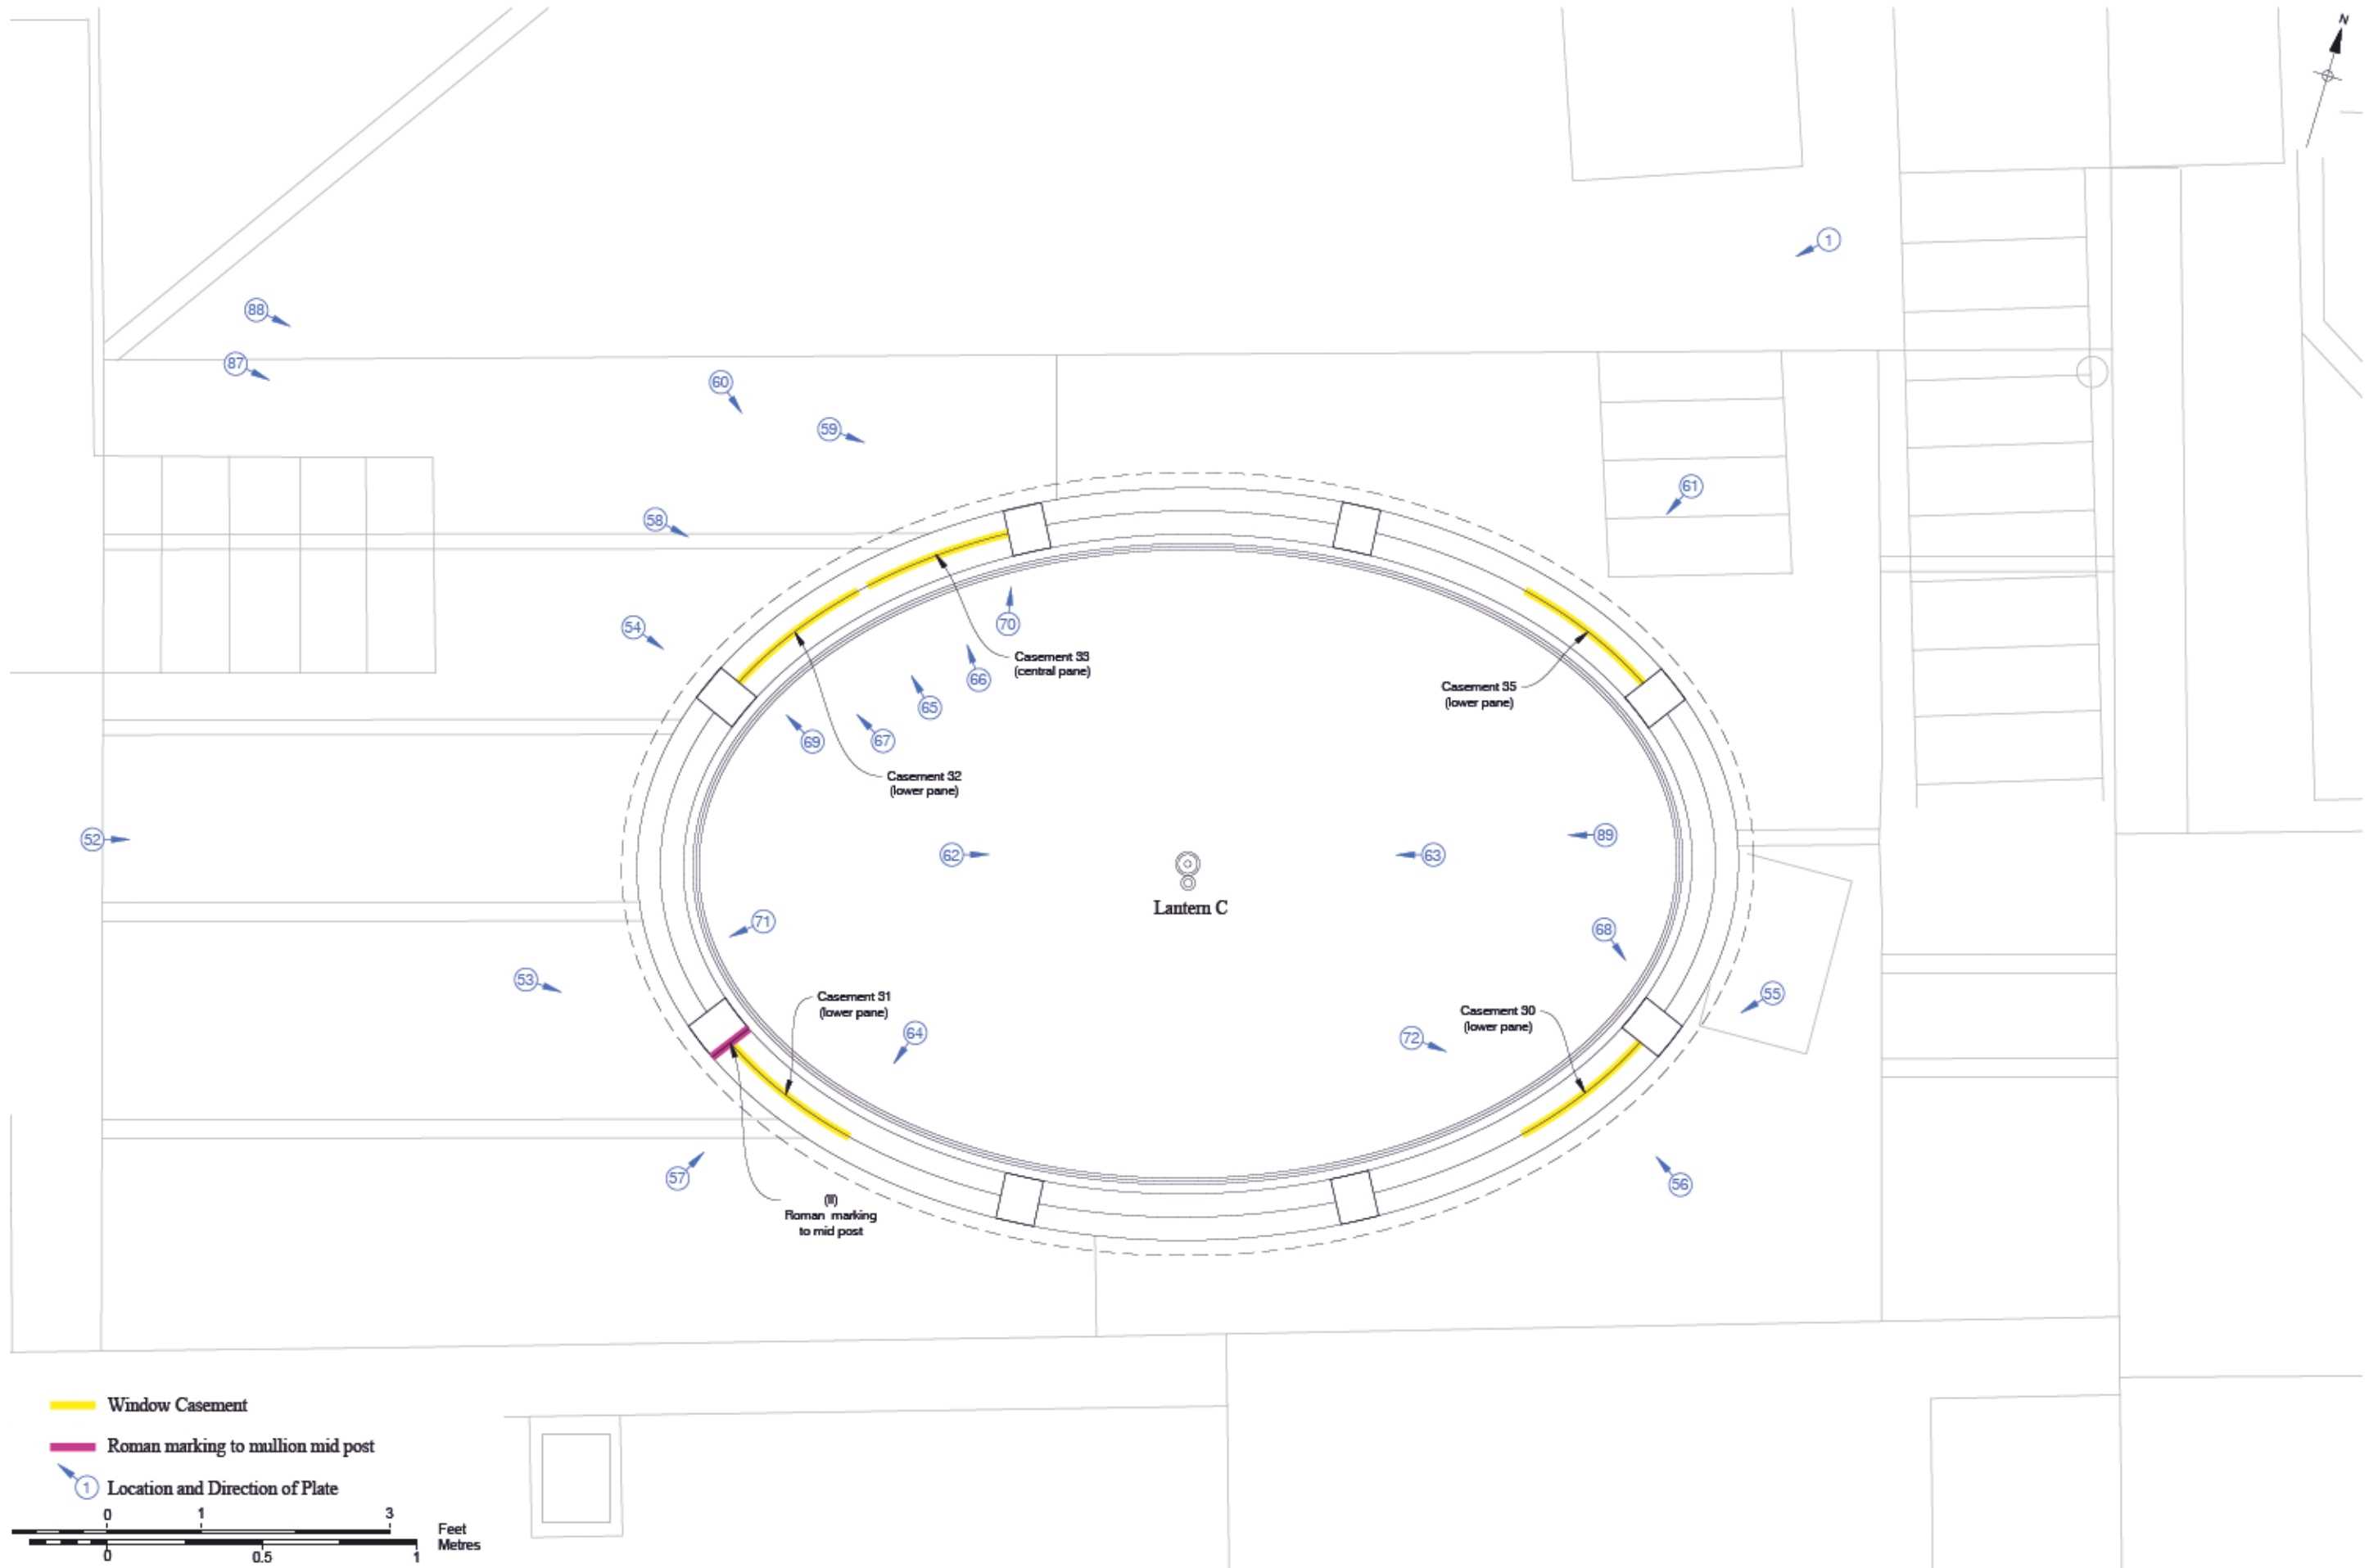 N
1
88
87
60
59
61
58
54
70
Casement 33
(central pane)
66
Casement 35
(lower pane)
65
69
67
Casement 32
(lower pane)
52
62
63
89
Lantern C
71
68
53
Casement 31
(lower pane)
55
Casement 30
(lower pane)
64
72
57
56
(II)
Roman marking
to mid post
Window Casement
Roman marking to mullion mid post
1 Location and Direction of Plate
0 1 3
Feet
Metres
0 0.5 1